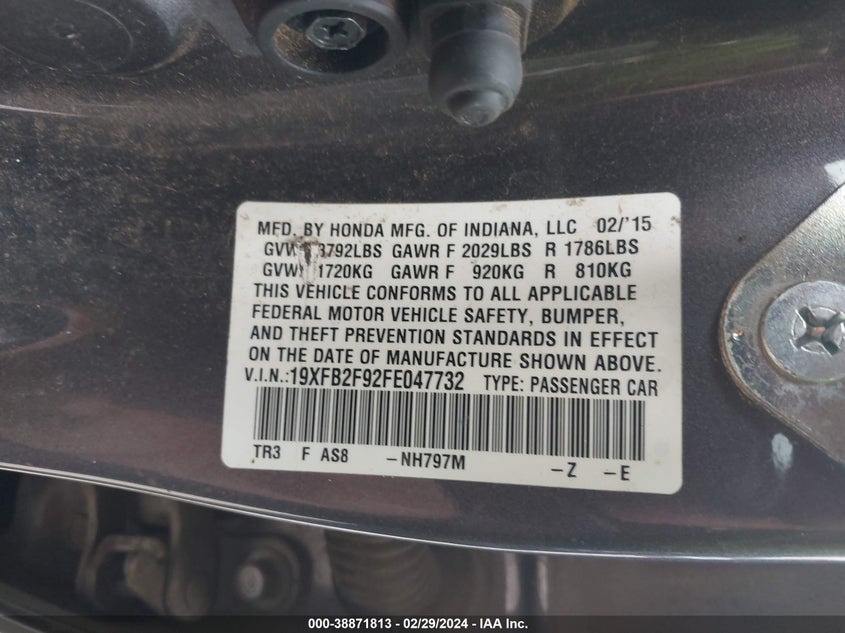 MFD. BY HONDA MFG. OF INDIANA, LLC 02/'15
3792LBS GAWR F 2029LBS R 1786LBS
1720KG GAWR F 920KG R 810KG
THIS VEHICLE CONFORMS TO ALL APPLICABLE
FEDERAL MOTOR VEHICLE SAFETY, BUMPER,
AND THEFT PREVENTION STANDARDS IN EFFECT
ON THE DATE OF MANUFACTURE SHOWN ABOVE.
V.I.N.:19XFB2F92FE047732 TYPE: PASSENGER CAR
TR3 F AS8 –NH797M –Z –E
000-38871813 - 02/29/2024 - IAA Inc.